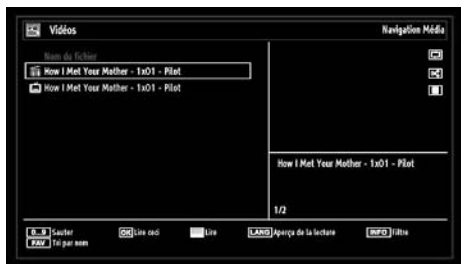 Vidéos
Navigation Média
Nom du fichier
How I Met Your Mother - 1x01 - Pilot
How I Met Your Mother - 1x01 - Pilot
How I Met Your Mother - 1x01 - Pilot
1/2
0...9 Sauter
OK Lire ceci
Lire
LANG Aperçu de la lecture
INFO Filtre
FAV Tri par nom